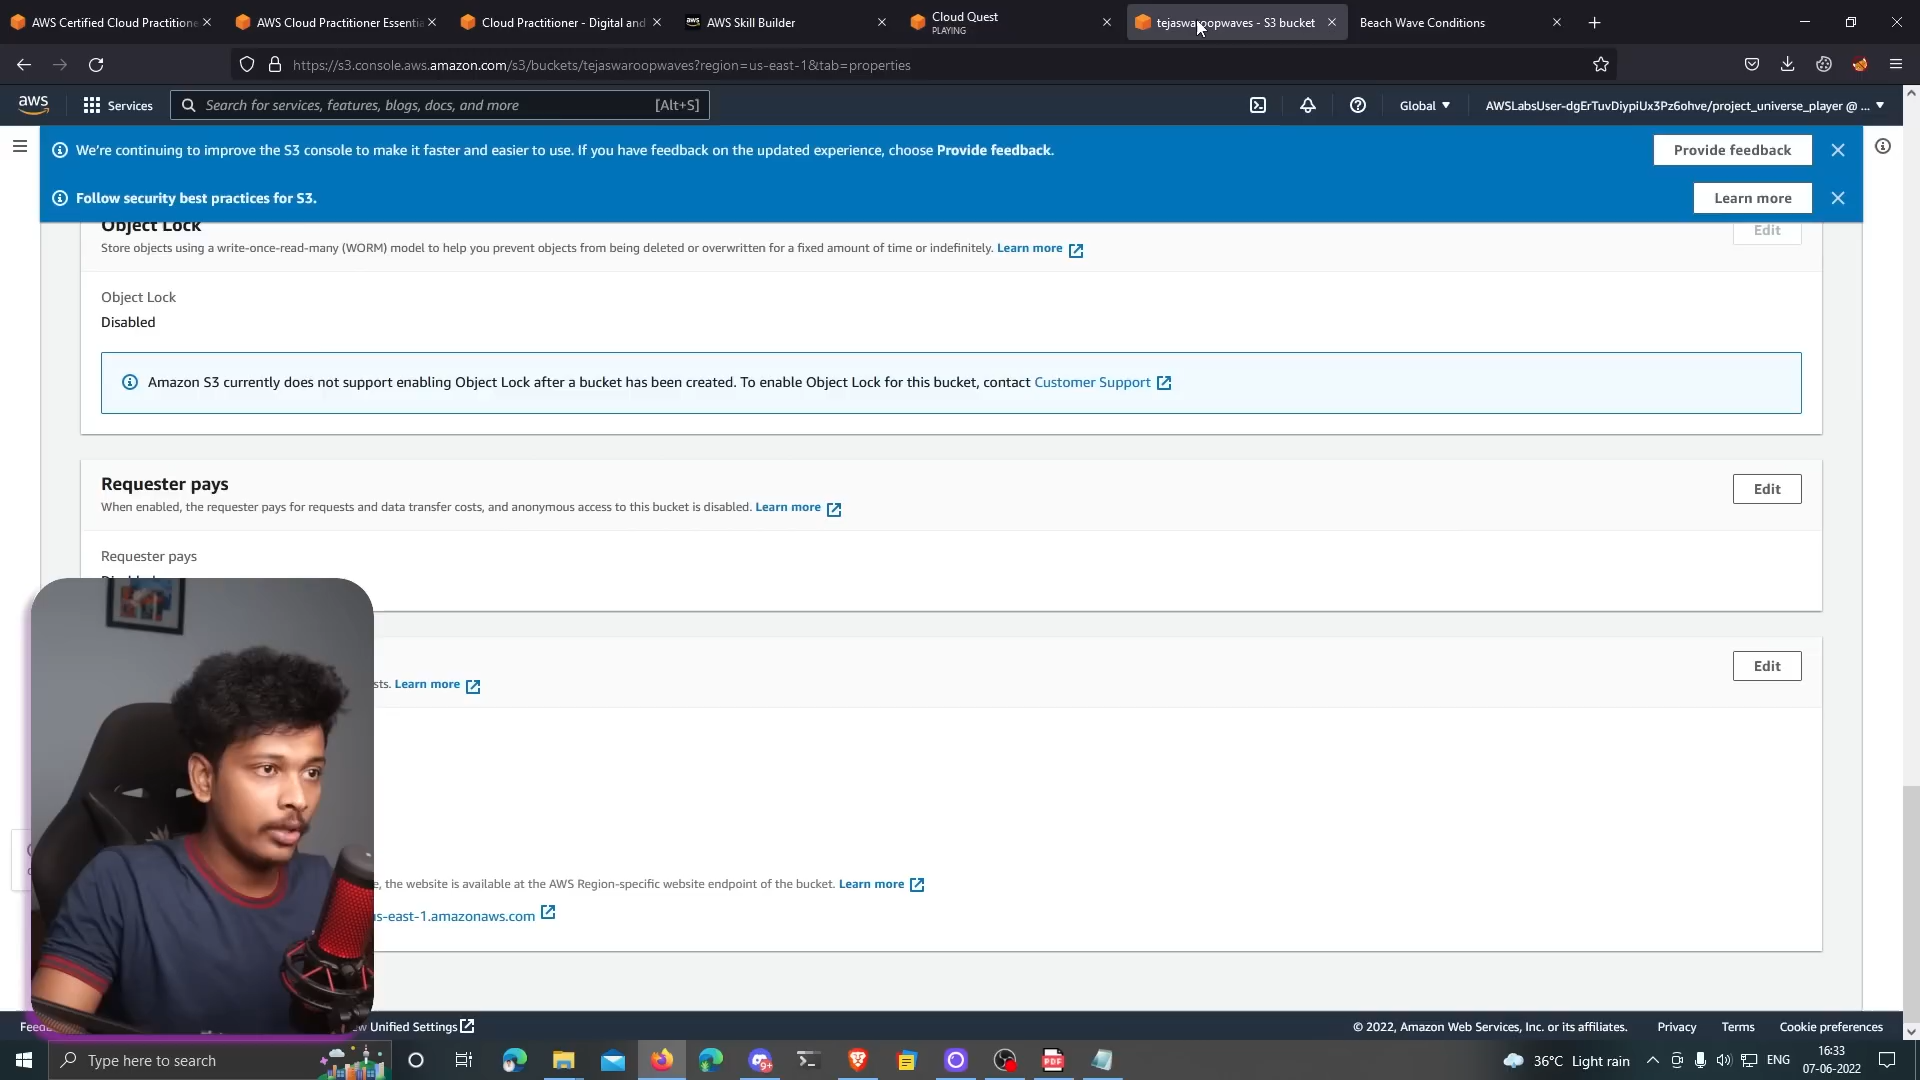 AWS Certified Cloud Practitione
AWS Cloud Practitioner Essentia
Cloud Practitioner - Digital and
aws
AWS Skill Builder
Cloud Quest
PLAYING
tejaswaroopwaves - S3 bucket
Beach Wave Conditions
https://s3.console.aws.amazon.com/s3/buckets/tejaswaroopwaves?region=us-east-1&tab=properties
aws
Services
Search for services, features, blogs, docs, and more
[Alt+S]
Global
AWSLabsUser-dgErTuvDiypiUx3Pz6ohve/project_universe_player @ ...
We're continuing to improve the S3 console to make it faster and easier to use. If you have feedback on the updated experience, choose Provide feedback.
Provide feedback
Follow security best practices for S3.
Learn more
Object Lock
Edit
Store objects using a write-once-read-many (WORM) model to help you prevent objects from being deleted or overwritten for a fixed amount of time or indefinitely. Learn more
Object Lock
Disabled
Amazon S3 currently does not support enabling Object Lock after a bucket has been created. To enable Object Lock for this bucket, contact Customer Support
Requester pays
Edit
When enabled, the requester pays for requests and data transfer costs, and anonymous access to this bucket is disabled. Learn more
Requester pays
Edit
sts. Learn more
, the website is available at the AWS Region-specific website endpoint of the bucket. Learn more
us-east-1.amazonaws.com
Unified Settings
© 2022, Amazon Web Services, Inc. or its affiliates.
Privacy
Terms
Cookie preferences
Type here to search
9+
PDF
36°C Light rain
ENG
16:33
07-06-2022